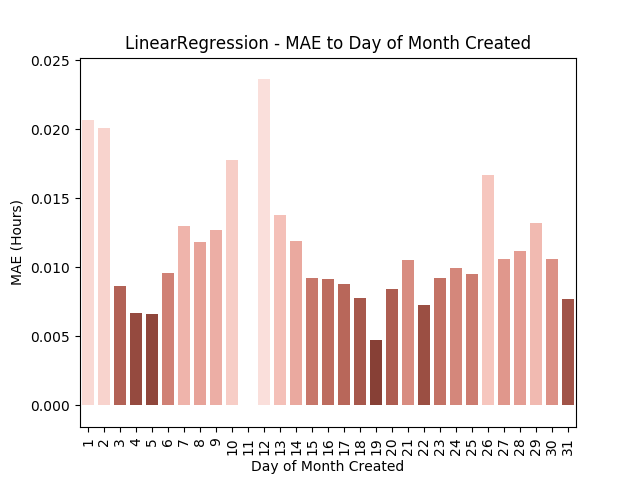 LinearRegression - MAE to Day of Month Created
MAE (Hours)
0.025
0.020
0.015
0.010
0.005
0.000
1 2 3 4 5 6 7 8 9 10 11 12 13 14 15 16 17 18 19 20 21 22 23 24 25 26 27 28 29 30 31
Day of Month Created